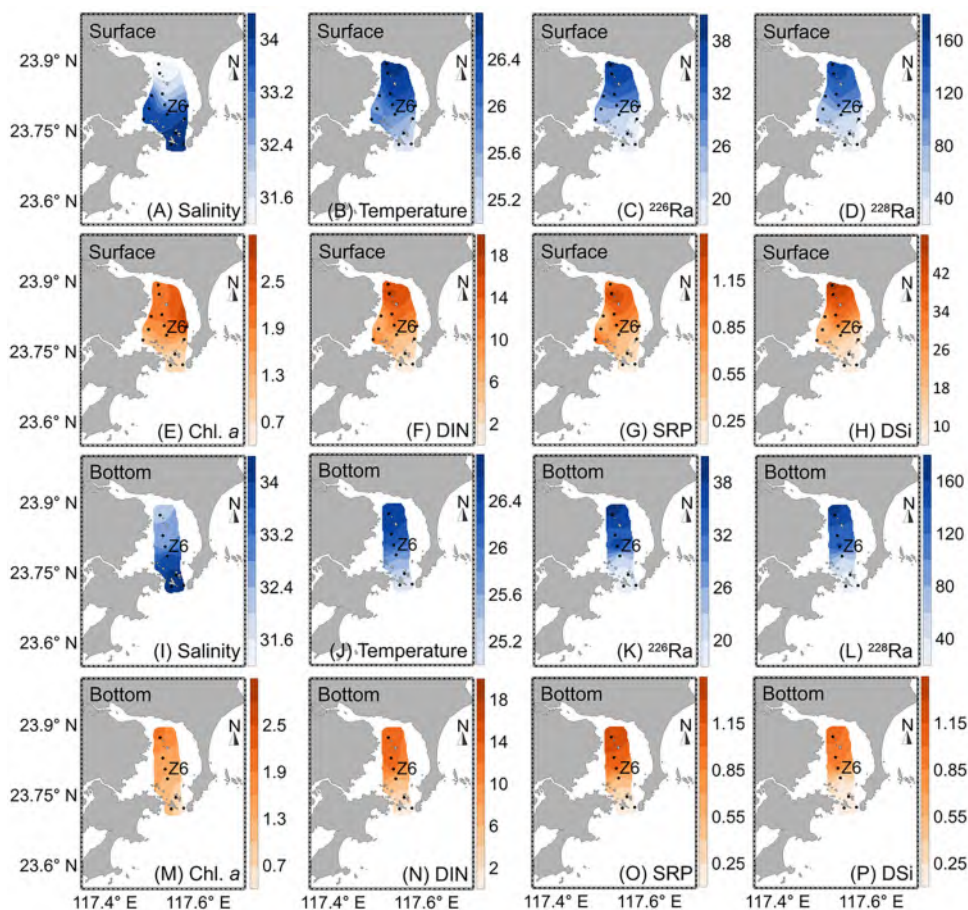 Surface Surface Surface Surface
23.9° N 34 26.4 38 160
N N N N
33.2 26 32 120
Z6 Z6 Z6 Z6
23.75° N
32.4 25.6 26 80
23.6° N 31.6 25.2 20 40
(A) Salinity (B) Temperature (C) ²²⁶Ra (D) ²²⁸Ra
Surface Surface Surface Surface
23.9° N 2.5 18 1.15 42
N N N N
1.9 14 0.85 34
Z6 Z6 Z6 Z6
10 26
23.75° N 1.3 6 0.55 18
23.6° N 0.7 2 0.25 10
(E) Chl. a (F) DIN (G) SRP (H) DSi
Bottom Bottom Bottom Bottom
23.9° N 34 26.4 38 160
N N N N
33.2 26 32 120
Z6 Z6 Z6 Z6
23.75° N
32.4 25.6 26 80
23.6° N 31.6 25.2 20 40
(I) Salinity (J) Temperature (K) ²²⁶Ra (L) ²²⁸Ra
Bottom Bottom Bottom Bottom
23.9° N 2.5 18 1.15 1.15
N N N N
1.9 14 0.85 0.85
Z6 Z6 Z6 Z6
10
23.75° N 1.3 6 0.55 0.55
23.6° N 0.7 2 0.25 0.25
(M) Chl. a (N) DIN (O) SRP (P) DSi
117.4° E 117.6° E 117.4° E 117.6° E 117.4° E 117.6° E 117.4° E 117.6° E